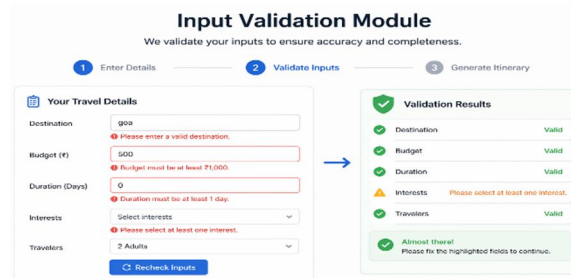 Input Validation Module
We validate your inputs to ensure accuracy and completeness.
1 Enter Details 2 Validate Inputs 3 Generate Itinerary
Your Travel Details
Destination goa
Please enter a valid destination.
Budget (₹) 500
Budget must be at least ₹1,000.
Duration (Days) 0
Duration must be at least 1 day.
Interests Select interests
Please select at least one interest.
Travelers 2 Adults
Recheck Inputs
Validation Results
Destination Valid
Budget Valid
Duration Valid
Interests Please select at least one interest.
Travelers Valid
Almost there!
Please fix the highlighted fields to continue.